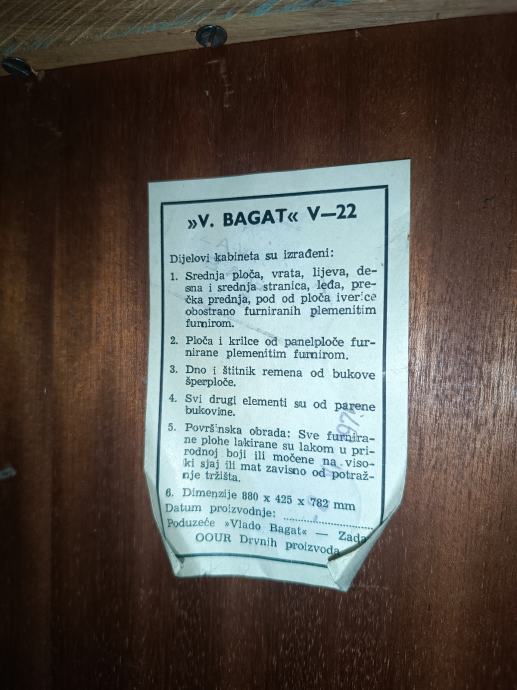 »V. BAGAT« V—22
Dijelovi kabineta su izrađeni:
1. Srednja ploča, vrata, lijeva, de-
sna i srednja stranica, leđa, pre-
čka prednja, pod od ploča iverice
obostrano furniranih plemenitim
furnirom.
2. Ploča i krilce od panelploče fur-
nirane plemenitim furnirom.
3. Dno i štitnik remena od bukove
šperploče.
4. Svi drugi elementi su od parene
bukovine.
5. Površinska obrada: Sve furnira-
ne plohe lakirane su lakom u pri-
rodnoj boji ili močene na viso-
ki sjaj ili mat zavisno od potraž-
nje tržišta.
6. Dimenzije 880 x 425 x 782 mm
Datum proizvodnje: ....................
Poduzeće »Vlado Bagat« — Zada
OOUR Drvnih proizvoda